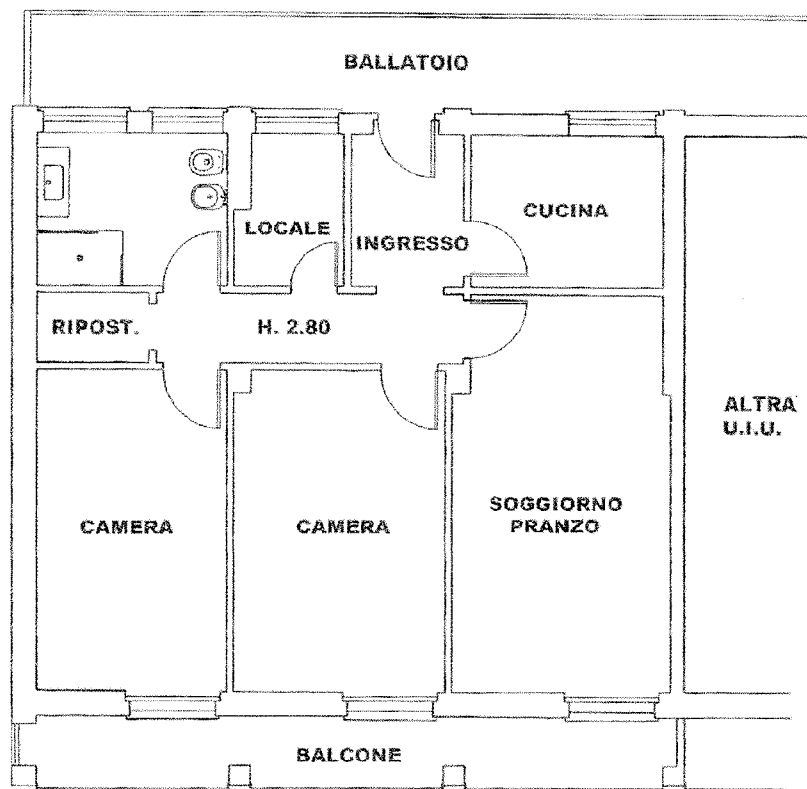 BALLATOIO
LOCALE
INGRESSO
CUCINA
RIPOST.
H. 2.80
ALTRA
U.I.U.
CAMERA
CAMERA
SOGGIORNO
PRANZO
BALCONE